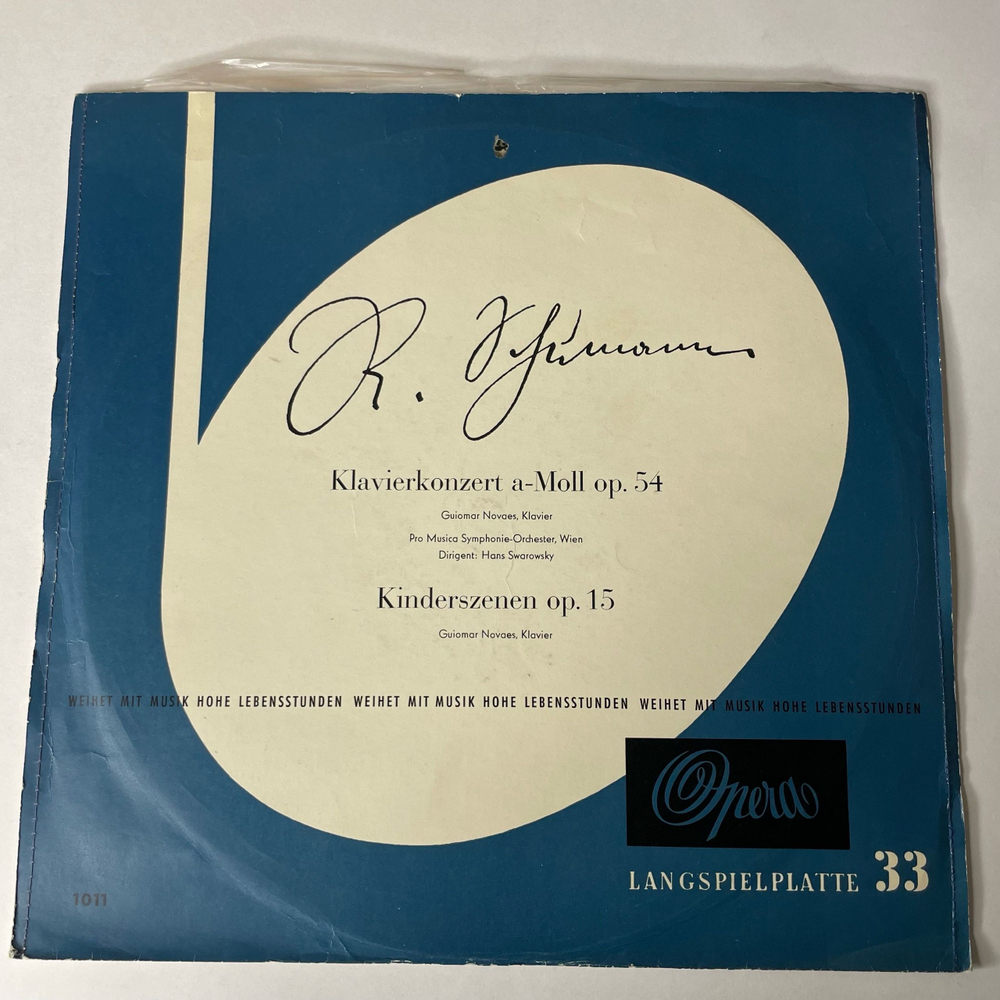 R. Schumann
Klavierkonzert a-Moll op. 54
Guiomar Novaes, Klavier
Pro Musica Symphonie-Orchester, Wien
Dirigent: Hans Swarowsky
Kinderszenen op. 15
Guiomar Novaes, Klavier
WEIHET MIT MUSIK HOHE LEBENSSTUNDEN WEIHET MIT MUSIK HOHE LEBENSSTUNDEN WEIHET MIT MUSIK HOHE LEBENSSTUNDEN
Opera
LANGSPIELPLATTE 33
1011